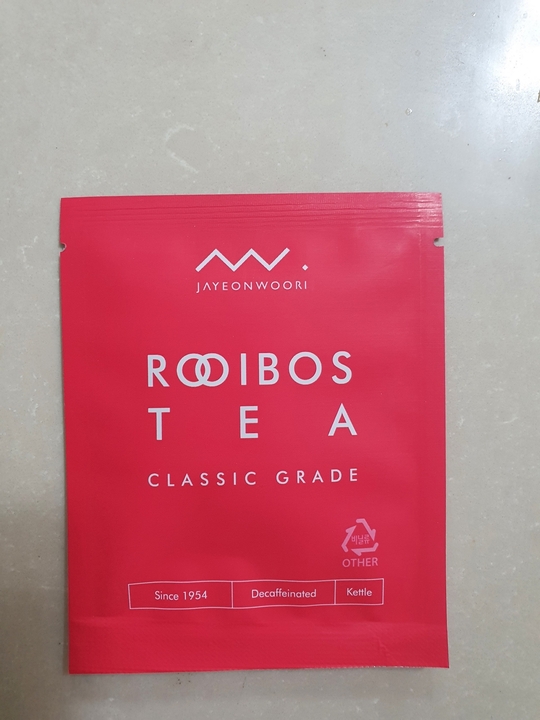 JAYEONWOORI
ROOIBOS
TEA
CLASSIC GRADE
비닐류
OTHER
Since 1954 Decaffeinated Kettle